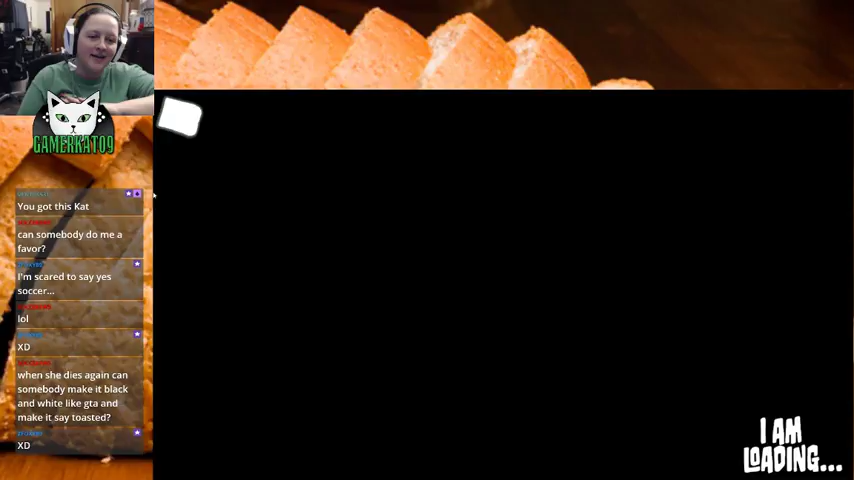 GAMERKAT09
You got this Kat
can somebody do me a
favor?
I'm scared to say yes
soccer...
lol
XD
when she dies again can
somebody make it black
and white like gta and
make it say toasted?
XD
I AM
LOADING...